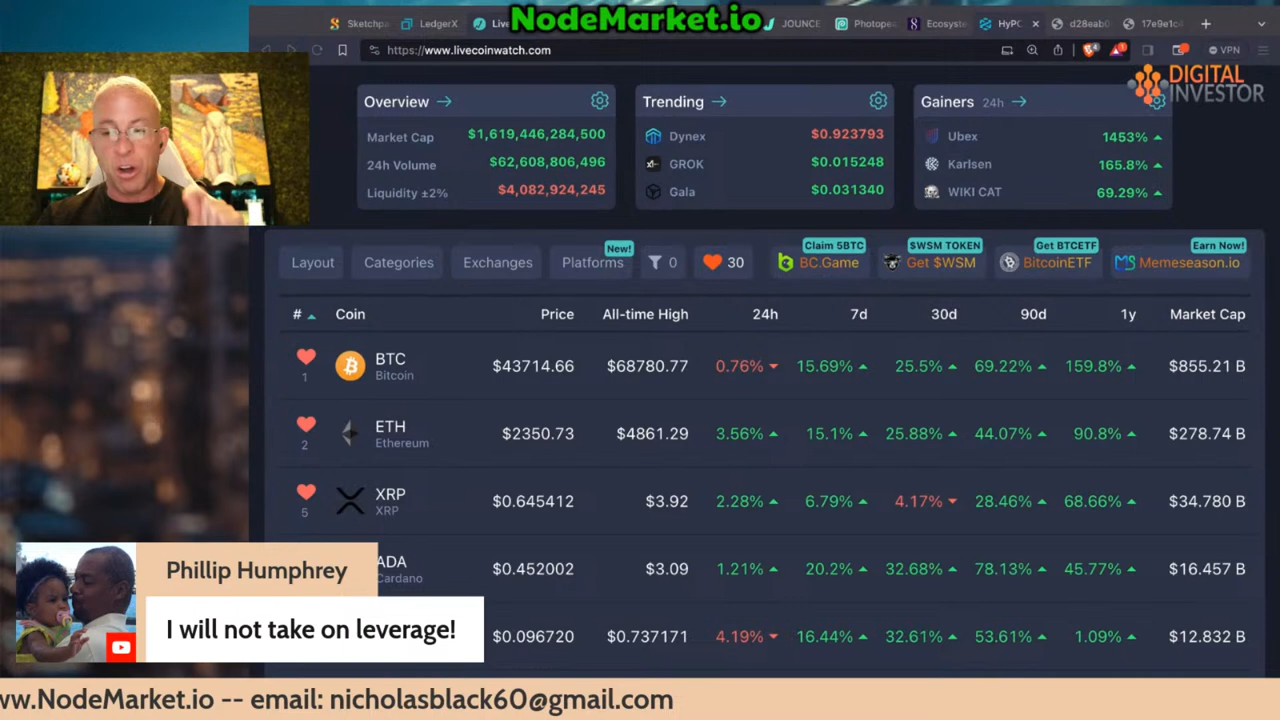 NodeMarket.io
Sketchpa
LedgerX
Live
JOUNCE
Photope
Ecosyste
HyPC
d28eab0
17e9e1c4
https://www.livecoinwatch.com
VPN
DIGITAL
INVESTOR
Overview
Market Cap $1,619,446,284,500
24h Volume $62,608,806,496
Liquidity ±2% $4,082,924,245
Trending
Dynex $0.923793
GROK $0.015248
Gala $0.031340
Gainers 24h
Ubex 1453%
Karlsen 165.8%
WIKI CAT 69.29%
New! Claim 5BTC $WSM TOKEN Get BTCETF Earn Now!
Layout Categories Exchanges Platforms 0 30 BC.Game Get $WSM BitcoinETF Memeseason.io
# Coin Price All-time High 24h 7d 30d 90d 1y Market Cap
1 BTC Bitcoin $43714.66 $68780.77 0.76% 15.69% 25.5% 69.22% 159.8% $855.21 B
2 ETH Ethereum $2350.73 $4861.29 3.56% 15.1% 25.88% 44.07% 90.8% $278.74 B
5 XRP XRP $0.645412 $3.92 2.28% 6.79% 4.17% 28.46% 68.66% $34.780 B
ADA Cardano $0.452002 $3.09 1.21% 20.2% 32.68% 78.13% 45.77% $16.457 B
$0.096720 $0.737171 4.19% 16.44% 32.61% 53.61% 1.09% $12.832 B
Phillip Humphrey
I will not take on leverage!
ww.NodeMarket.io -- email: nicholasblack60@gmail.com